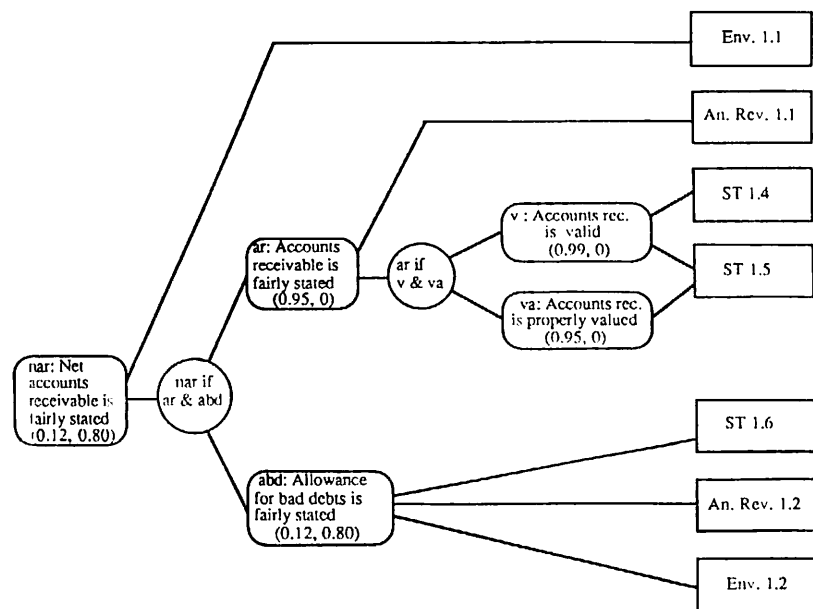 Env. 1.1
An. Rev. 1.1
ST 1.4
v : Accounts rec.
is valid
(0.99, 0)
ar: Accounts
receivable is
fairly stated
(0.95, 0)
ar if
v & va
ST 1.5
va: Accounts rec.
is properly valued
(0.95, 0)
nar: Net
accounts
receivable is
fairly stated
(0.12, 0.80)
nar if
ar & abd
ST 1.6
abd: Allowance
for bad debts is
fairly stated
(0.12, 0.80)
An. Rev. 1.2
Env. 1.2